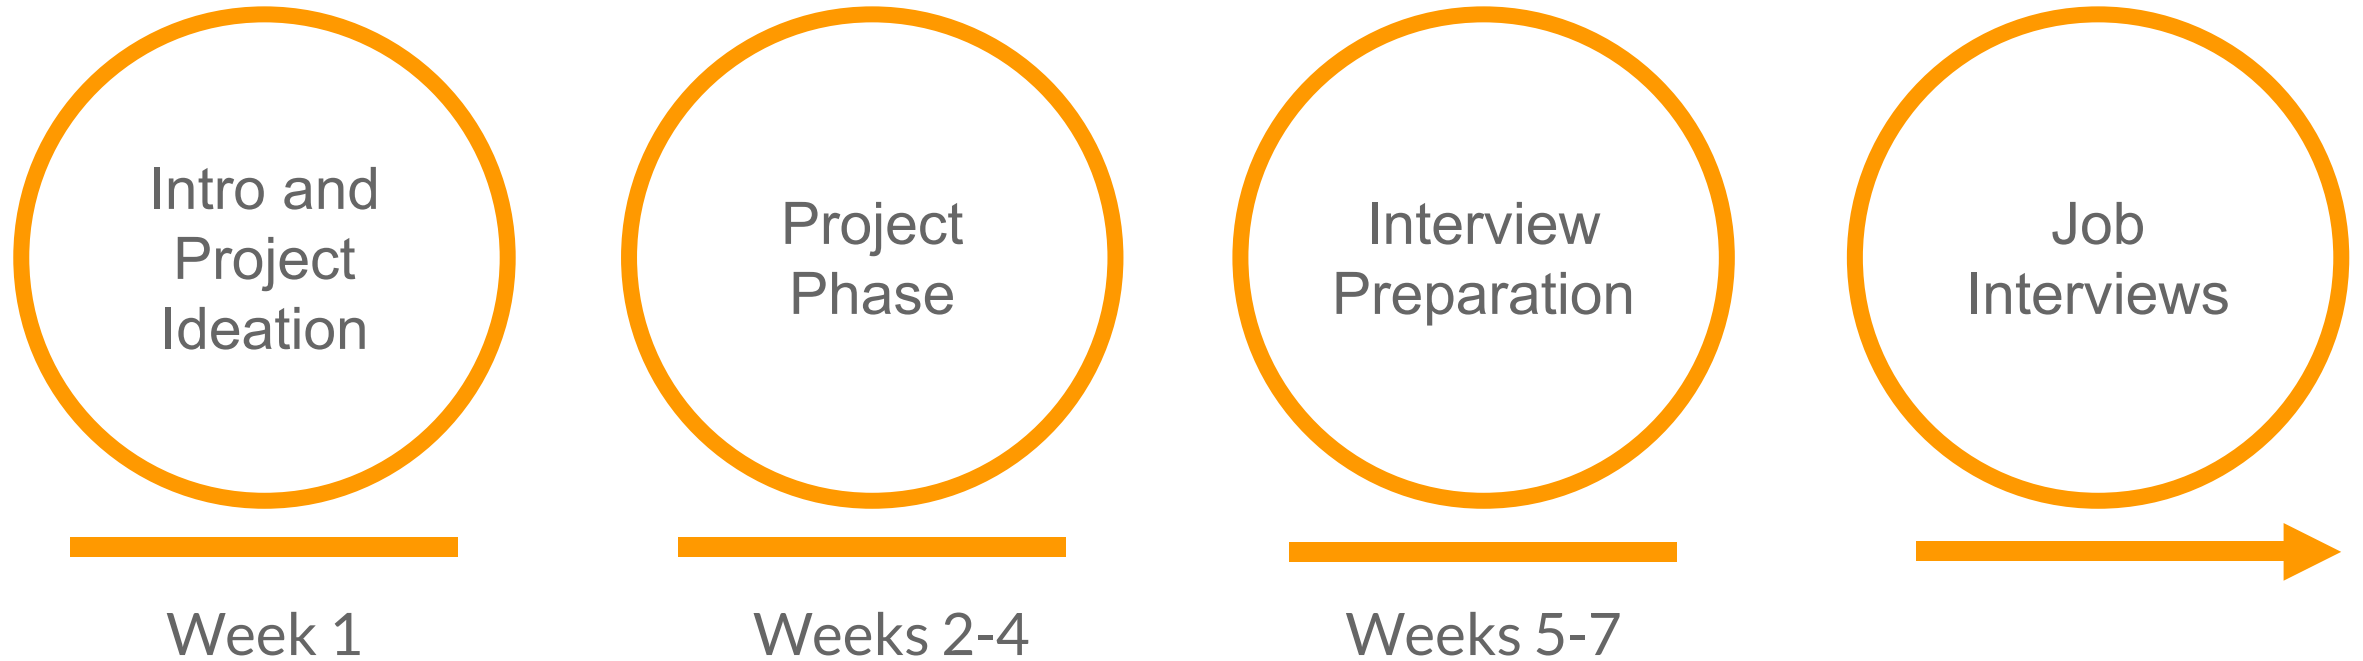 Intro and
Project
Ideation
Week 1
Project
Phase
Weeks 2-4
Interview
Preparation
Weeks 5-7
Job
Interviews